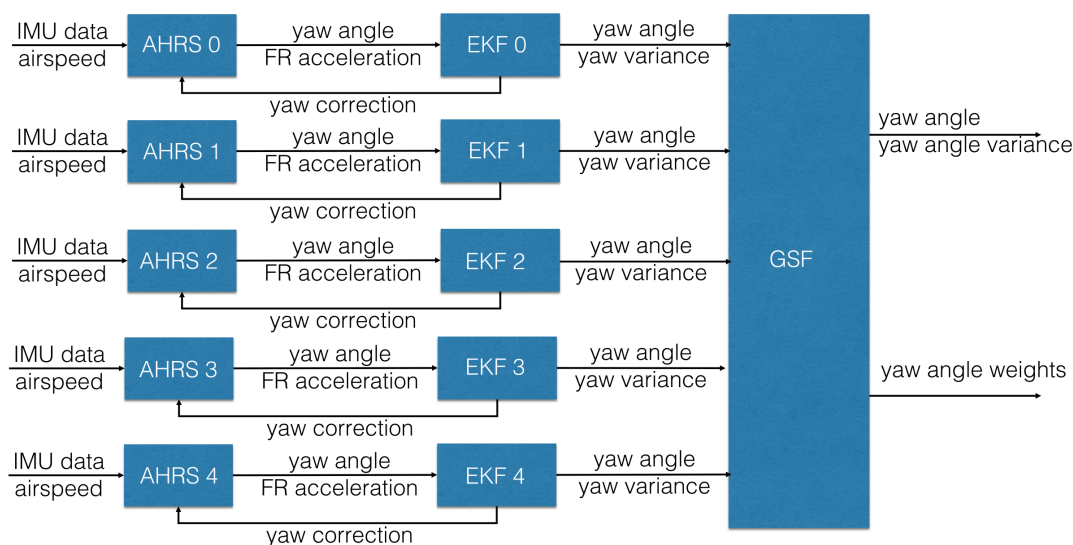 IMU data
airspeed
AHRS 0
yaw angle
FR acceleration
EKF 0
yaw angle
yaw variance
yaw correction
IMU data
airspeed
AHRS 1
yaw angle
FR acceleration
EKF 1
yaw angle
yaw variance
yaw correction
IMU data
airspeed
AHRS 2
yaw angle
FR acceleration
EKF 2
yaw angle
yaw variance
yaw correction
IMU data
airspeed
AHRS 3
yaw angle
FR acceleration
EKF 3
yaw angle
yaw variance
yaw correction
IMU data
airspeed
AHRS 4
yaw angle
FR acceleration
EKF 4
yaw angle
yaw variance
yaw correction
GSF
yaw angle
yaw angle variance
yaw angle weights